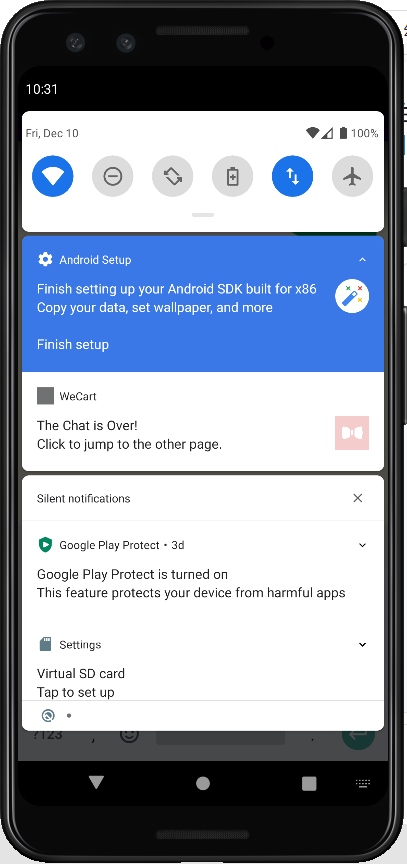 10:31
Fri, Dec 10
100%
Android Setup
Finish setting up your Android SDK built for x86
Copy your data, set wallpaper, and more
Finish setup
WeCart
The Chat is Over!
Click to jump to the other page.
Silent notifications
Google Play Protect • 3d
Google Play Protect is turned on
This feature protects your device from harmful apps
Settings
Virtual SD card
Tap to set up
?123 , .